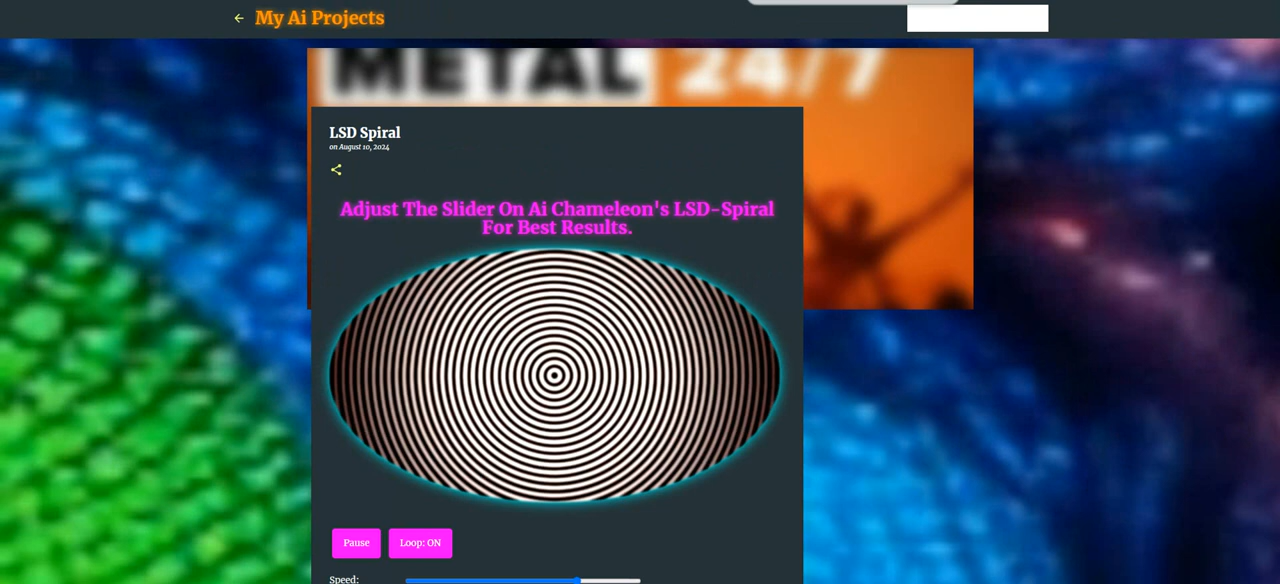 My Ai Projects
METAL 24/7
LSD Spiral
on August 10, 2024
Adjust The Slider On Ai Chameleon's LSD-Spiral
For Best Results.
Pause
Loop: ON
Speed: